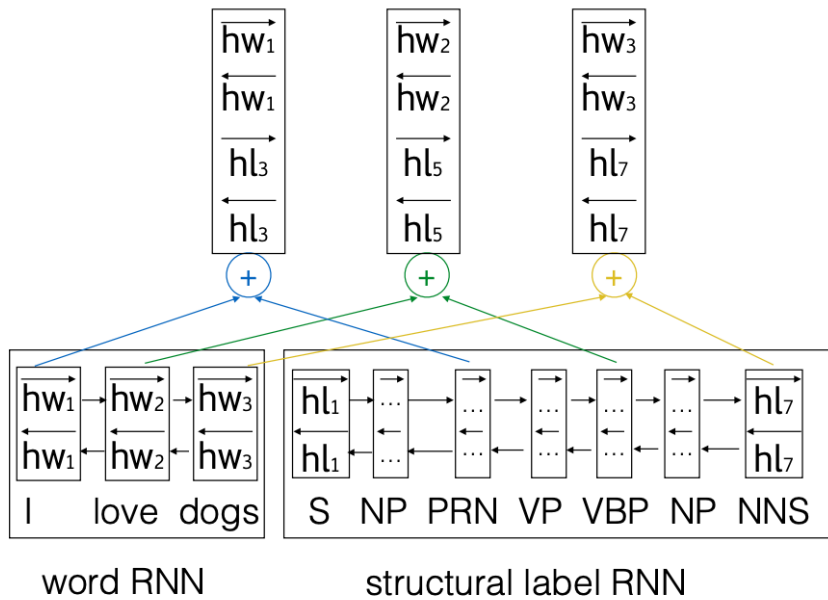 hw1 hw2 hw3
hw1 hw2 hw3
hl3 hl5 hl7
hl3 hl5 hl7
+ + +
hw1 hw2 hw3 hl1 ... ... ... ... ... hl7
hw1 hw2 hw3 hl1 ... ... ... ... ... hl7
I love dogs S NP PRN VP VBP NP NNS
word RNN structural label RNN